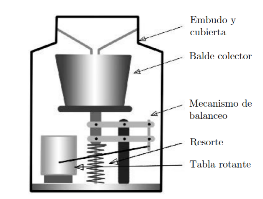 Embudo y
cubierta
Balde colector
Mecanismo de
balanceo
Resorte
Tabla rotante